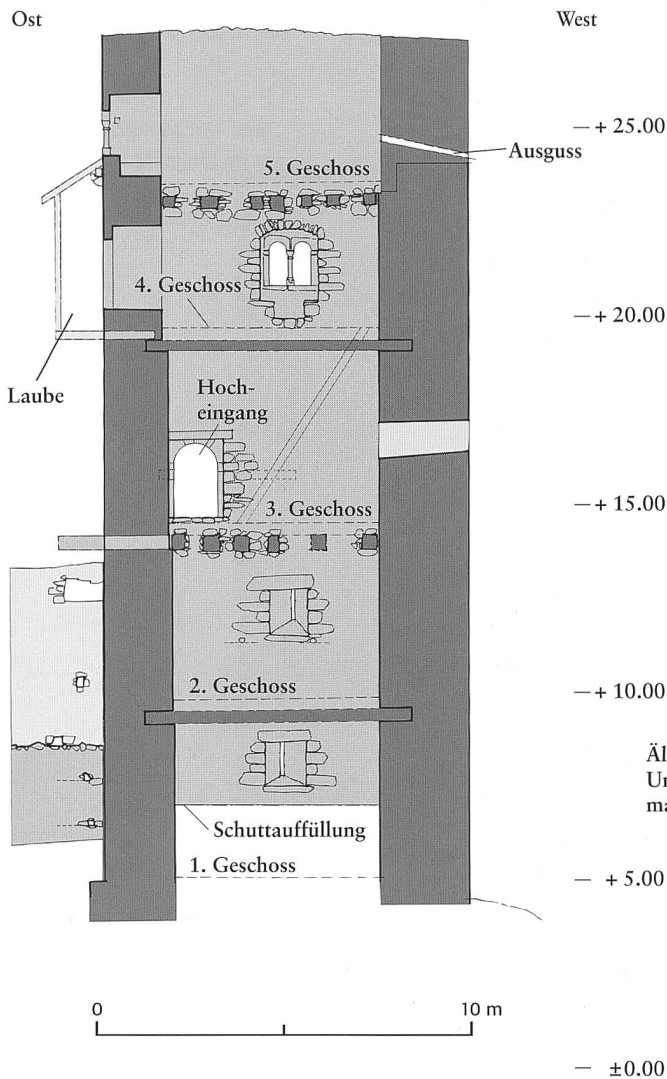 Ost
West
— + 25.00
Ausguss
5. Geschoss
4. Geschoss
— + 20.00
Laube
Hoch-
eingang
3. Geschoss
— + 15.00
2. Geschoss
— + 10.00
Schuttauffüllung
1. Geschoss
— + 5.00
0
10 m
— ±0.00